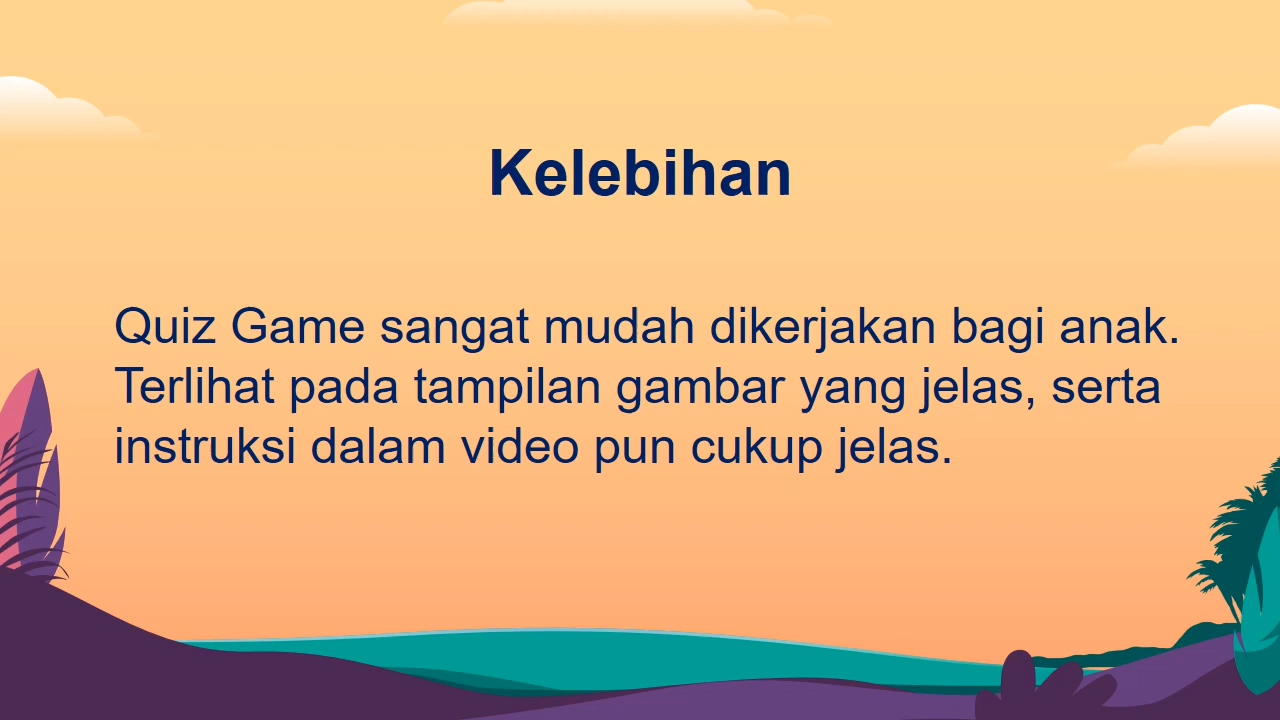 Kelebihan
Quiz Game sangat mudah dikerjakan bagi anak.
Terlihat pada tampilan gambar yang jelas, serta
instruksi dalam video pun cukup jelas.